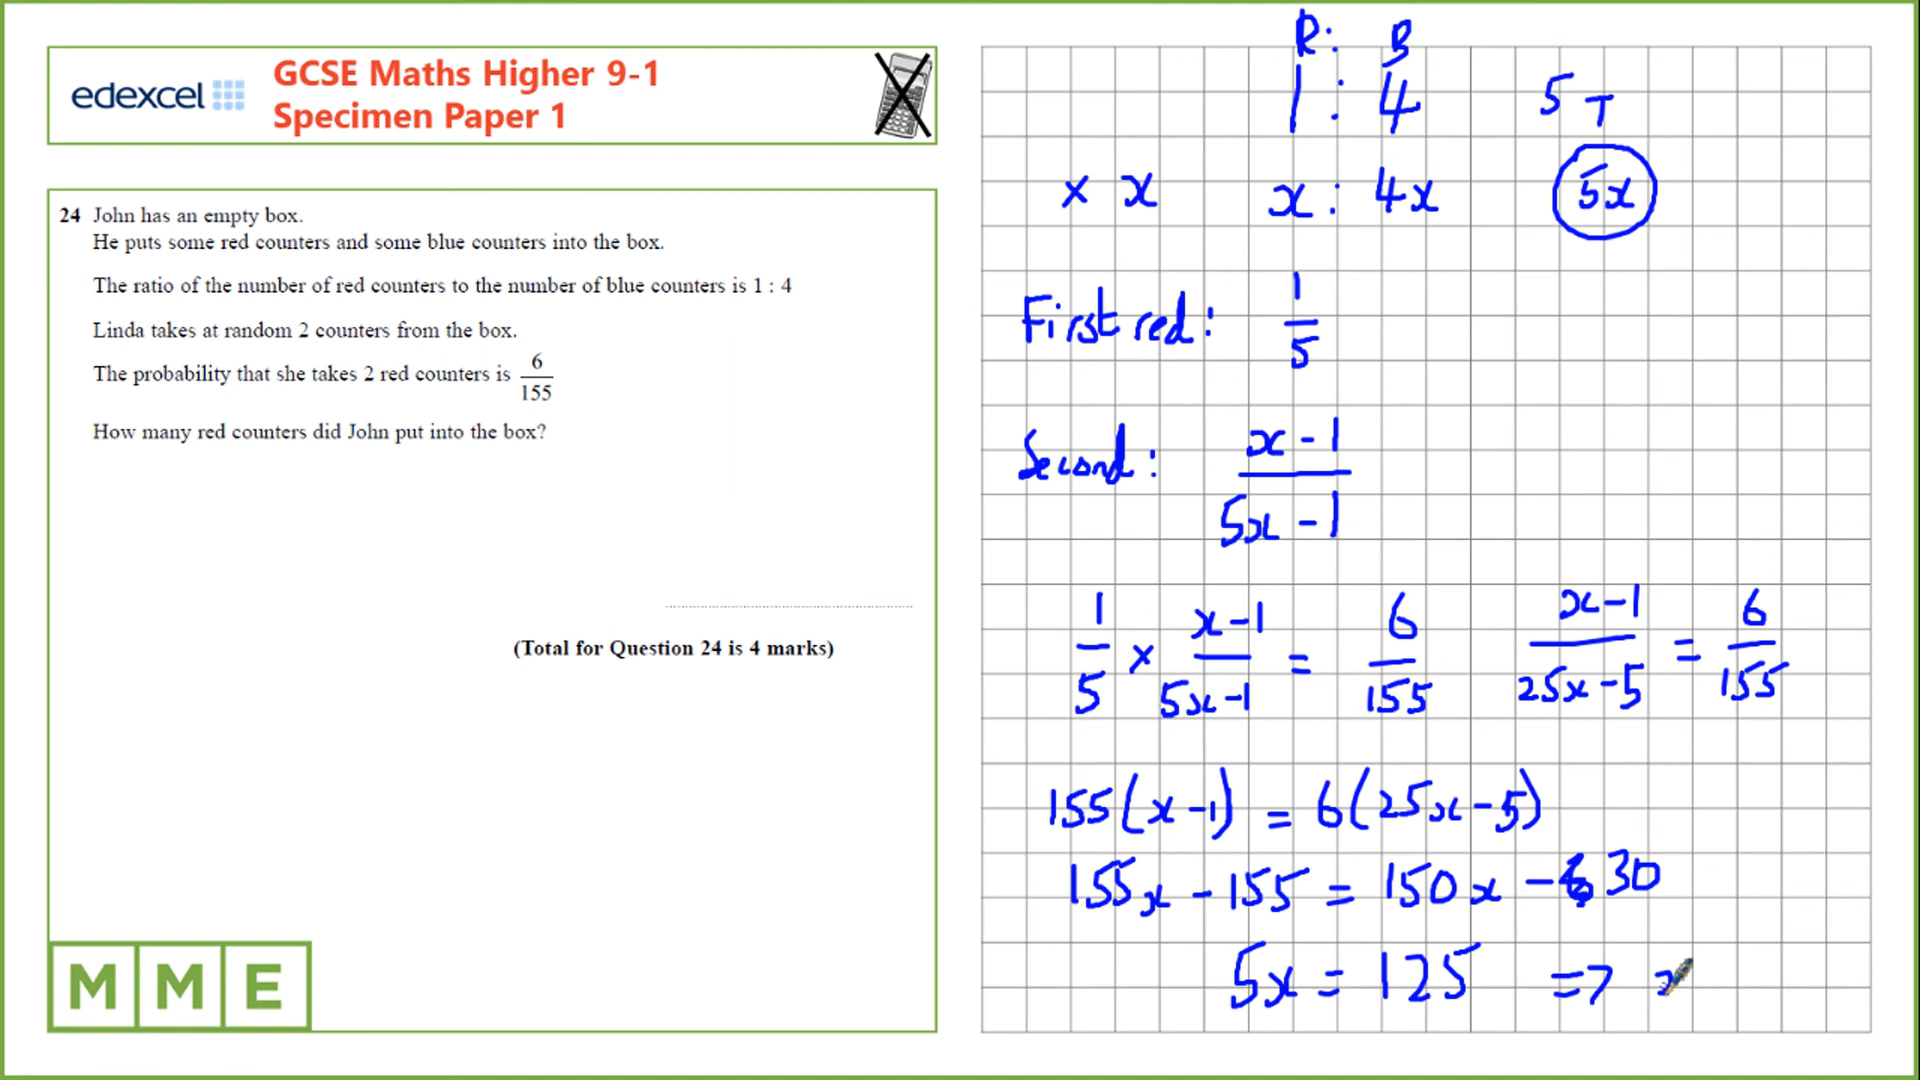 edexcel
GCSE Maths Higher 9-1
Specimen Paper 1
24 John has an empty box.
He puts some red counters and some blue counters into the box.
The ratio of the number of red counters to the number of blue counters is 1 : 4
Linda takes at random 2 counters from the box.
The probability that she takes 2 red counters is 6/155
How many red counters did John put into the box?
(Total for Question 24 is 4 marks)
MME
R: B
1 : 4 5 T
× x x : 4x 5x
First red: 1/5
Second: x-1/5x-1
1/5 × x-1/5x-1 = 6/155 x-1/25x-5 = 6/155
155(x-1) = 6(25x-5)
155x - 155 = 150x - 30
5x = 125 => x